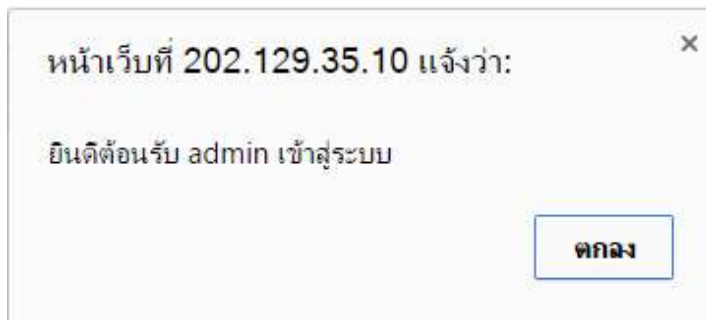 หน้าเว็บที่ 202.129.35.10 แจ้งว่า:
ยินดีต้อนรับ admin เข้าสู่ระบบ
ตกลง